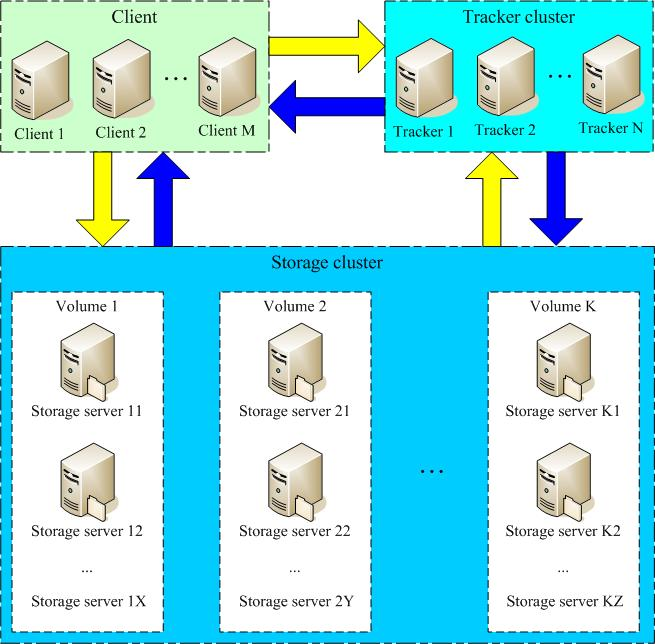 Client
Tracker cluster
...
Client 1
Client 2
Client M
...
Tracker 1
Tracker 2
Tracker N
Storage cluster
Volume 1
Volume 2
Volume K
Storage server 11
Storage server 21
Storage server K1
...
Storage server 12
Storage server 22
Storage server K2
...
...
...
Storage server 1X
Storage server 2Y
Storage server KZ